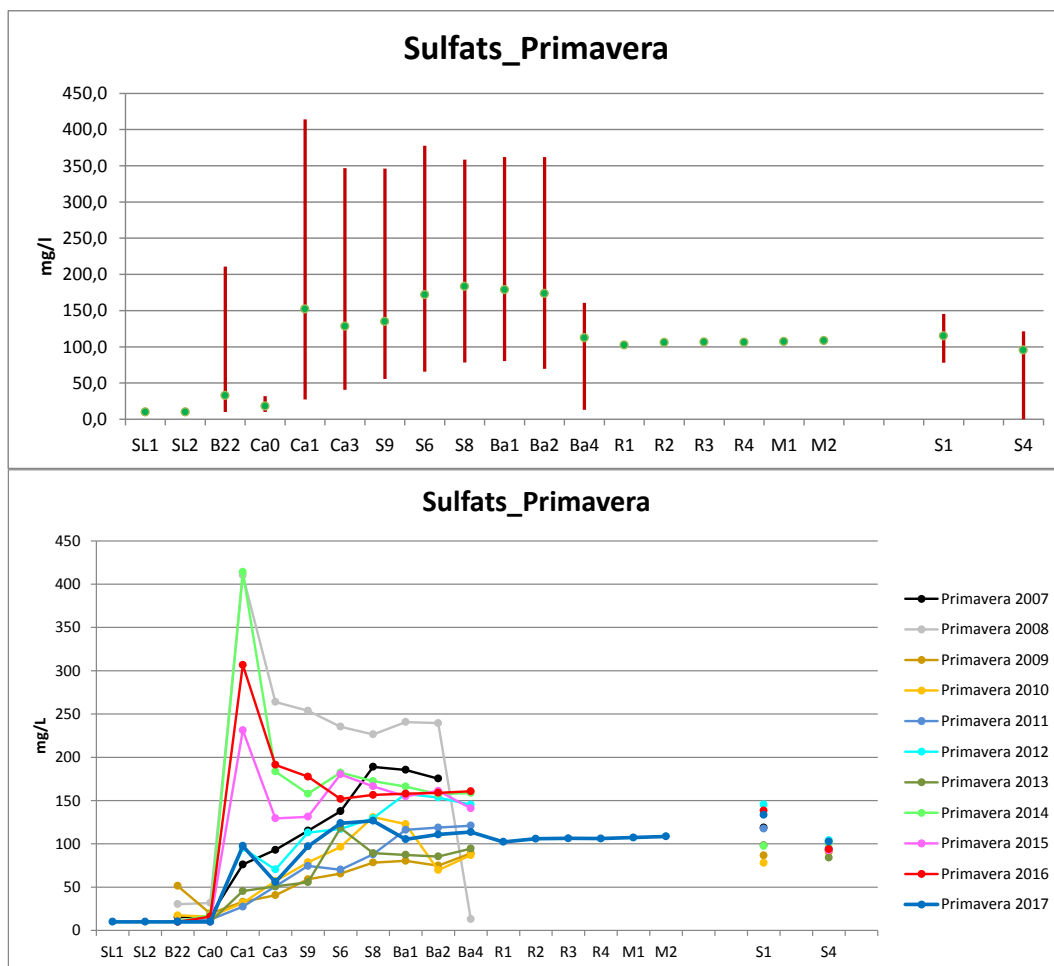 Sulfats_Primavera
450,0
400,0
350,0
300,0
250,0
200,0
150,0
100,0
50,0
0,0
mg/l
SL1 SL2 B22 Ca0 Ca1 Ca3 S9 S6 S8 Ba1 Ba2 Ba4 R1 R2 R3 R4 M1 M2 S1 S4
Sulfats_Primavera
450
400
350
300
250
200
150
100
50
0
mg/L
SL1 SL2 B22 Ca0 Ca1 Ca3 S9 S6 S8 Ba1 Ba2 Ba4 R1 R2 R3 R4 M1 M2 S1 S4
Primavera 2007
Primavera 2008
Primavera 2009
Primavera 2010
Primavera 2011
Primavera 2012
Primavera 2013
Primavera 2014
Primavera 2015
Primavera 2016
Primavera 2017